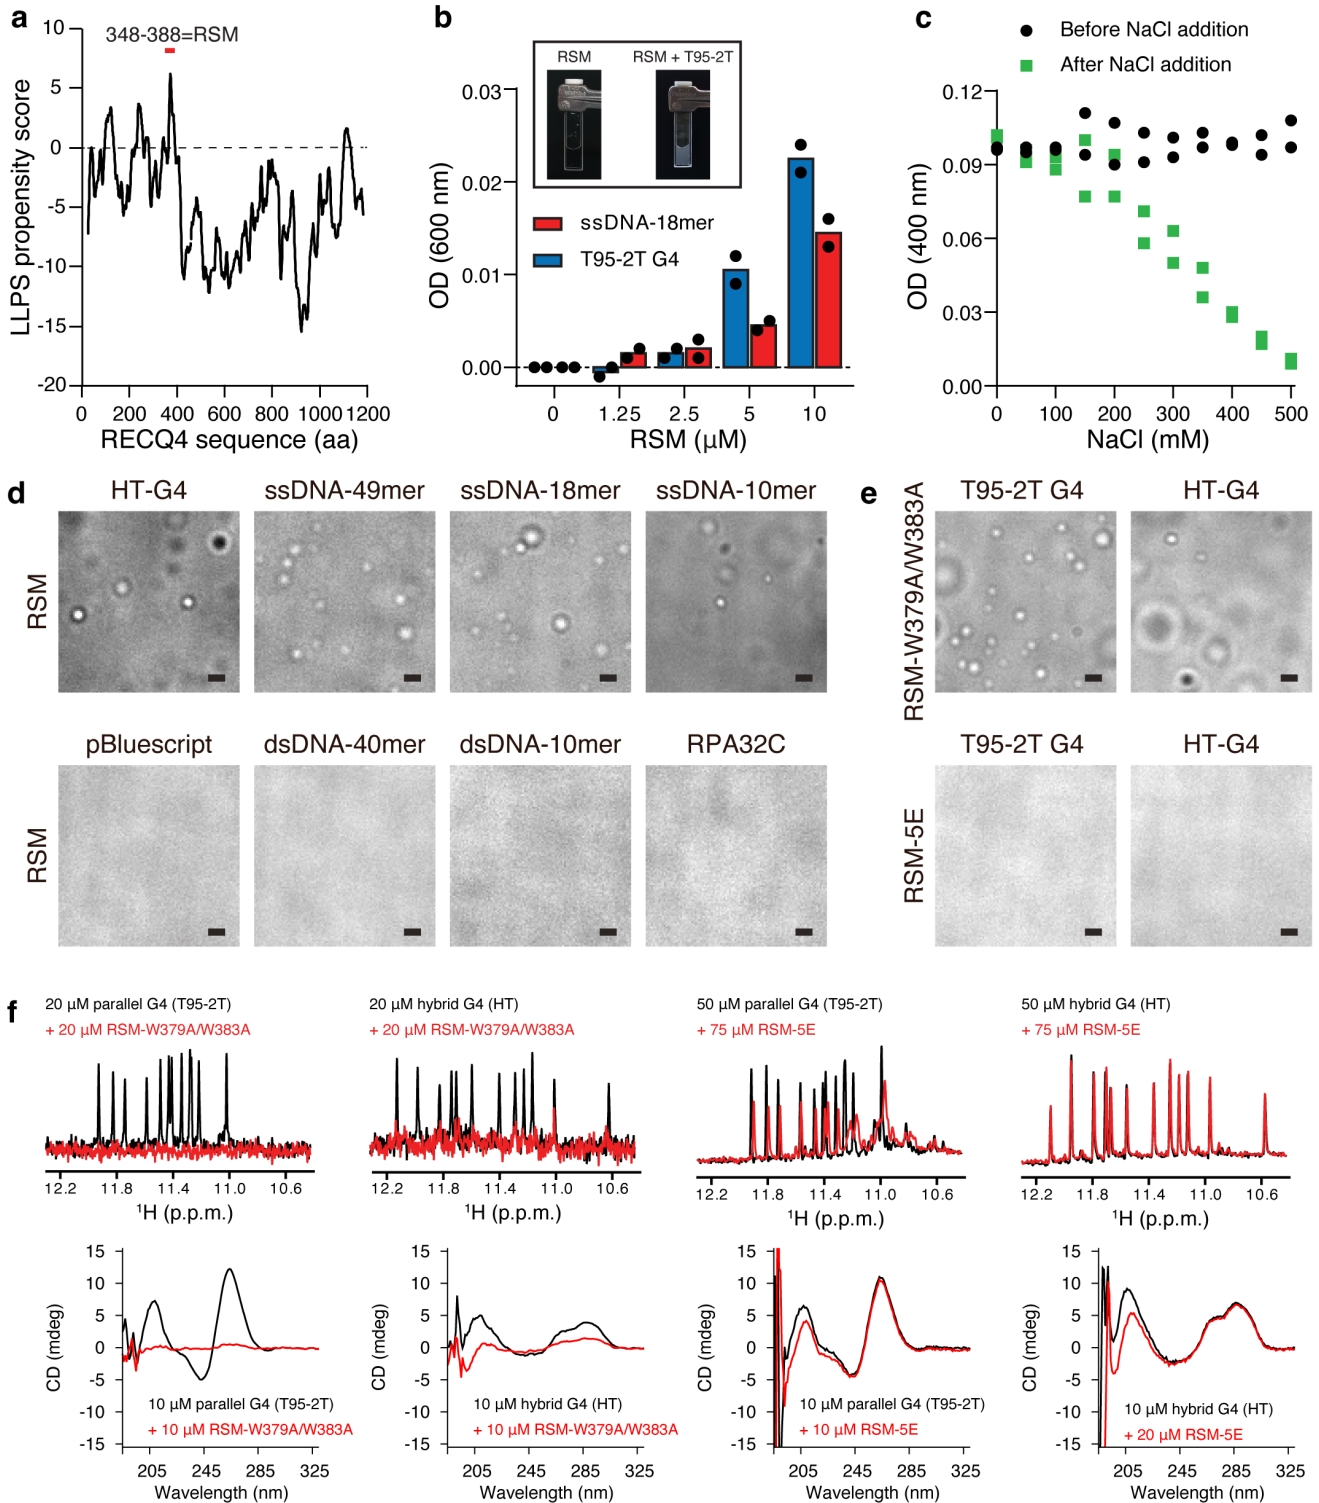 a
348-388=RSM
10
5
0
-5
-10
-15
-20
LLPS propensity score
0 200 400 600 800 1000 1200
RECQ4 sequence (aa)
b
RSM RSM + T95-2T
0.03
0.02
0.01
0.00
OD (600 nm)
ssDNA-18mer
T95-2T G4
0 1.25 2.5 5 10
RSM (µM)
c
Before NaCl addition
After NaCl addition
0.12
0.09
0.06
0.03
0.00
OD (400 nm)
0 100 200 300 400 500
NaCl (mM)
d
HT-G4 ssDNA-49mer ssDNA-18mer ssDNA-10mer
RSM
pBluescript dsDNA-40mer dsDNA-10mer RPA32C
RSM
e
T95-2T G4 HT-G4
RSM-W379A/W383A
T95-2T G4 HT-G4
RSM-5E
f
20 µM parallel G4 (T95-2T)
+ 20 µM RSM-W379A/W383A
12.2 11.8 11.4 11.0 10.6
¹H (p.p.m.)
20 µM hybrid G4 (HT)
+ 20 µM RSM-W379A/W383A
12.2 11.8 11.4 11.0 10.6
¹H (p.p.m.)
50 µM parallel G4 (T95-2T)
+ 75 µM RSM-5E
12.2 11.8 11.4 11.0 10.6
¹H (p.p.m.)
50 µM hybrid G4 (HT)
+ 75 µM RSM-5E
12.2 11.8 11.4 11.0 10.6
¹H (p.p.m.)
15
10
5
0
-5
-10
-15
CD (mdeg)
10 µM parallel G4 (T95-2T)
+ 10 µM RSM-W379A/W383A
205 245 285 325
Wavelength (nm)
15
10
5
0
-5
-10
-15
CD (mdeg)
10 µM hybrid G4 (HT)
+ 10 µM RSM-W379A/W383A
205 245 285 325
Wavelength (nm)
15
10
5
0
-5
-10
-15
CD (mdeg)
10 µM parallel G4 (T95-2T)
+ 10 µM RSM-5E
205 245 285 325
Wavelength (nm)
15
10
5
0
-5
-10
-15
CD (mdeg)
10 µM hybrid G4 (HT)
+ 20 µM RSM-5E
205 245 285 325
Wavelength (nm)